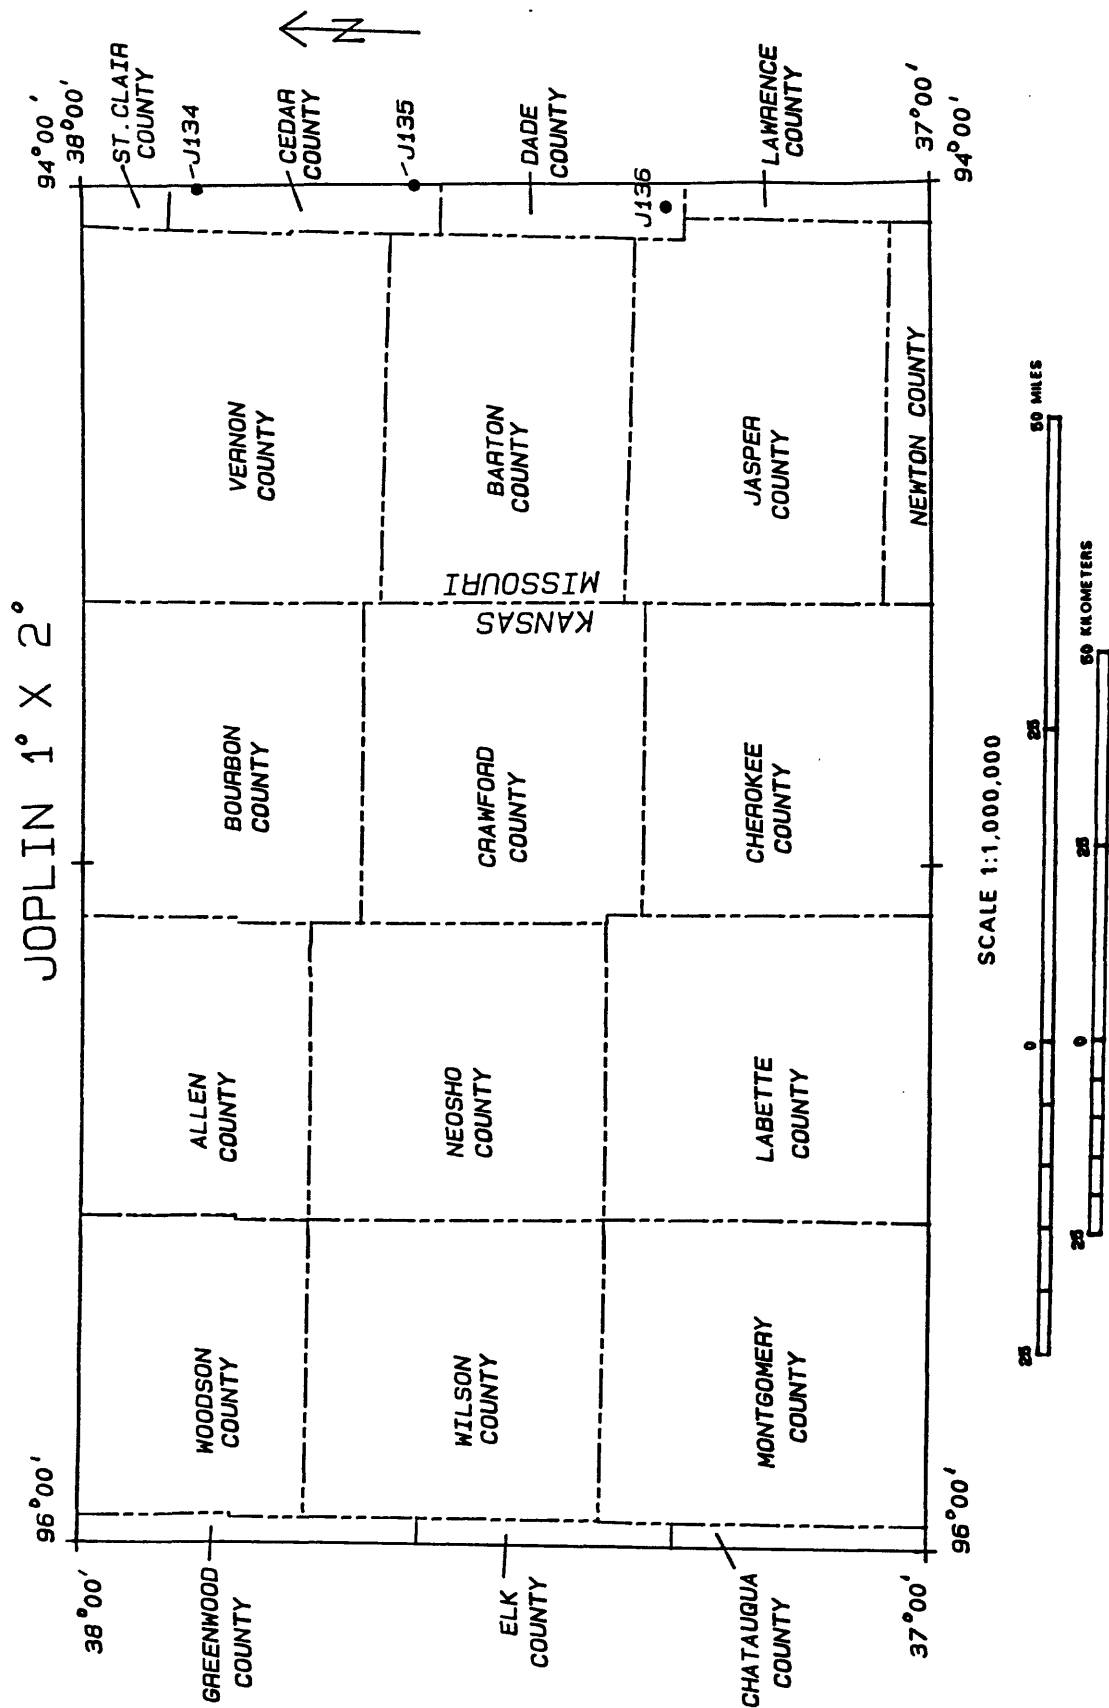 JOPLIN 1° X 2°
96°00'
94°00'
38°00'
38°00'
ST. CLAIR
COUNTY
J134
CEDAR
COUNTY
J135
DADE
COUNTY
J136
LAWRENCE
COUNTY
N
GREENWOOD
COUNTY
WOODSON
COUNTY
ALLEN
COUNTY
BOURBON
COUNTY
VERNON
COUNTY
ELK
COUNTY
WILSON
COUNTY
NEOSHO
COUNTY
CRAWFORD
COUNTY
KANSAS
MISSOURI
BARTON
COUNTY
CHATAUQUA
COUNTY
MONTGOMERY
COUNTY
LABETTE
COUNTY
CHEROKEE
COUNTY
JASPER
COUNTY
NEWTON COUNTY
37°00'
37°00'
96°00'
94°00'
SCALE 1:1,000,000
25 0 25 50 MILES
25 0 25 50 KILOMETERS